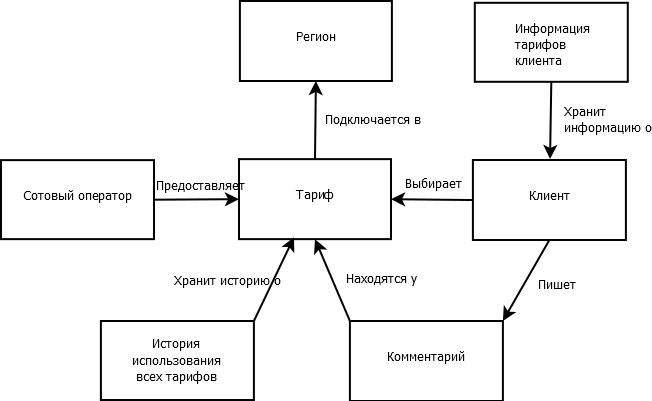 Регион
Информация
тарифов
клиента
Подключается в
Хранит
информацию о
Сотовый оператор
Предоставляет
Тариф
Выбирает
Клиент
Хранит историю о
Находятся у
Пишет
История
использования
всех тарифов
Комментарий